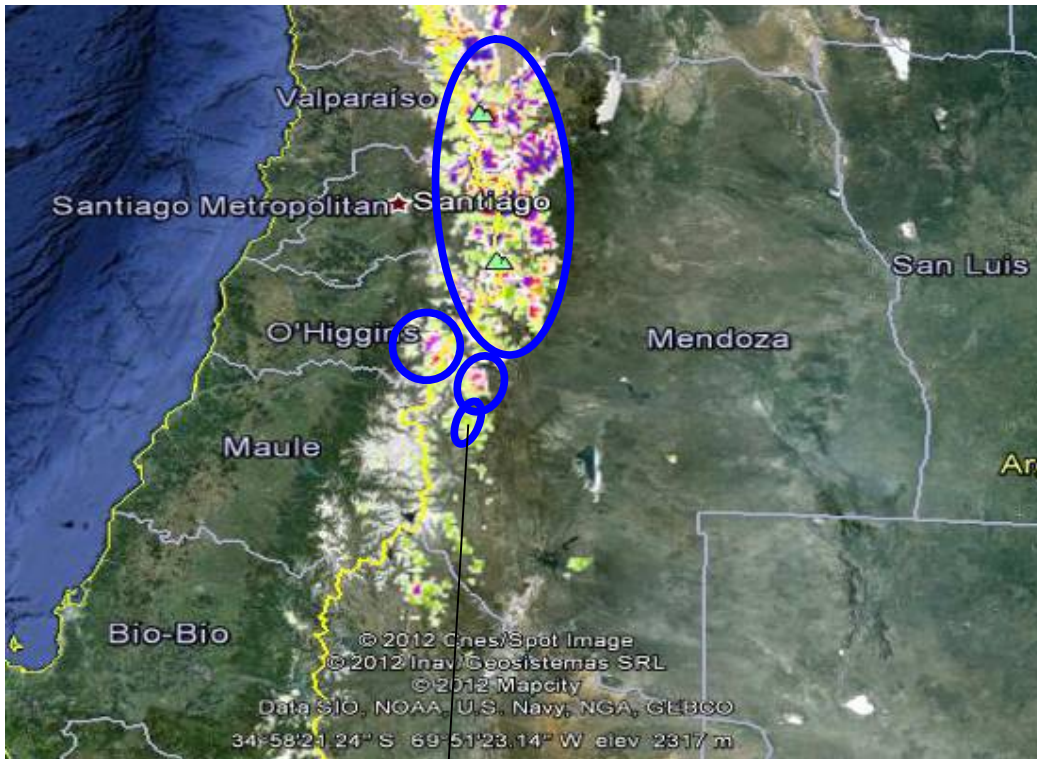 Valparaíso
Santiago Metropolitan
Santiago
San Luis
O'Higgins
Mendoza
Maule
Bio-Bio
© 2012 Cnes/Spot Image
© 2012 Inav/Geosistemas SRL
© 2012 Mapcity
Data SIO, NOAA, U.S. Navy, NGA, GEBCO
34°58'21.24" S 69°51'23.14" W elev 2317 m